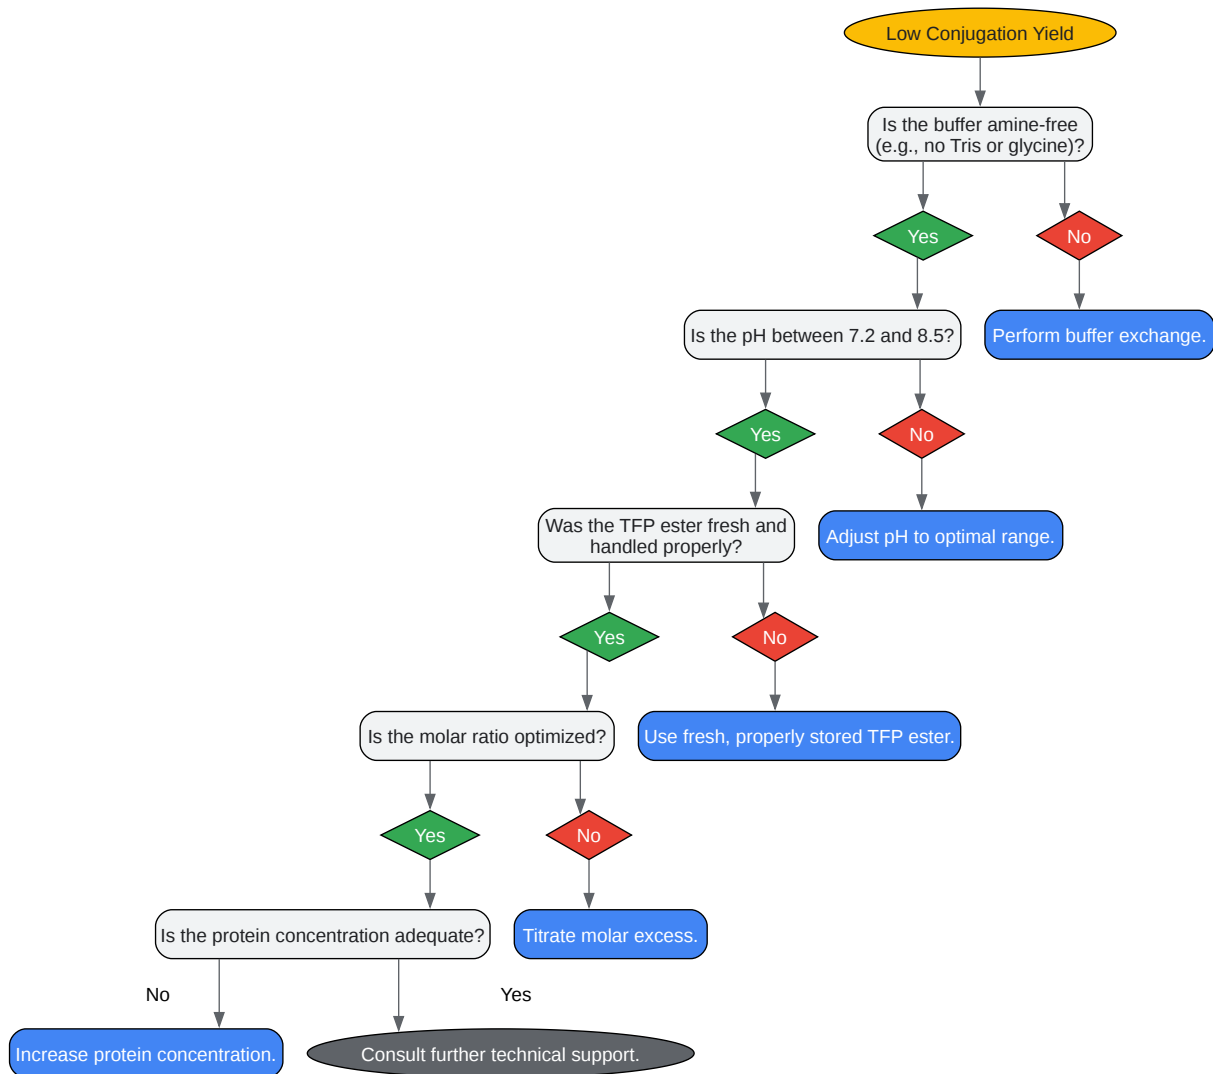 Low Conjugation Yield
Is the buffer amine-free
(e.g., no Tris or glycine)?
Yes
No
Is the pH between 7.2 and 8.5?
Perform buffer exchange.
Yes
No
Was the TFP ester fresh and
handled properly?
Adjust pH to optimal range.
Yes
No
Is the molar ratio optimized?
Use fresh, properly stored TFP ester.
Yes
No
Is the protein concentration adequate?
Titrate molar excess.
No
Yes
Increase protein concentration.
Consult further technical support.